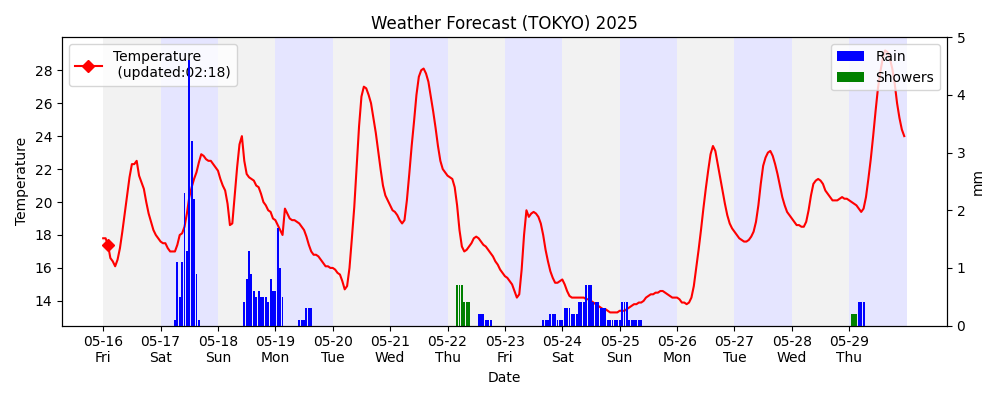 Weather Forecast (TOKYO) 2025
Temperature
(updated:02:18)
Rain
Showers
Temperature
28
26
24
22
20
18
16
14
5
4
3
2
1
0
mm
05-16 05-17 05-18 05-19 05-20 05-21 05-22 05-23 05-24 05-25 05-26 05-27 05-28 05-29
Fri Sat Sun Mon Tue Wed Thu Fri Sat Sun Mon Tue Wed Thu
Date